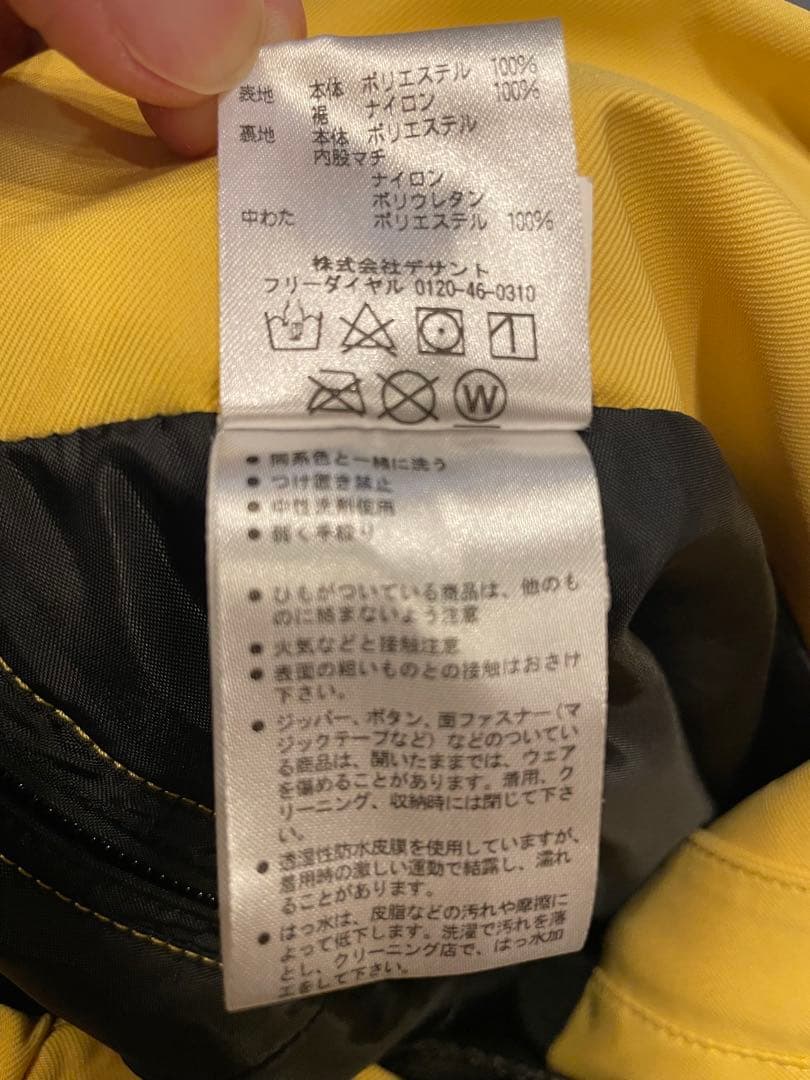 表地 本体 ポリエステル 100%
裾 ナイロン 100%
裏地 本体 ポリエステル
内股マチ
ナイロン
ポリウレタン
中わた ポリエステル 100%
株式会社デサント
フリーダイヤル 0120-46-0310
W
● 同系色と一緒に洗う
● つけ置き禁止
● 中性洗剤使用
● 弱く手絞り
● ひもがついている商品は、他のも
のに絡まないよう注意
● 火気などと接触注意
● 表面の粗いものとの接触はおさけ
下さい。
● ジッパー、ボタン、面ファスナー(マ
ジックテープなど)などのついてい
る商品は、開いたままでは、ウェア
を傷めることがあります。着用、ク
リーニング、収納時には閉じて下さ
い。
● 透湿性防水皮膜を使用していますが、
着用時の激しい運動で結露し、濡れ
ることがあります。
● はっ水は、皮脂などの汚れや摩擦に
よって低下します。洗濯で汚れを落
とし、クリーニング店で、はっ水加
工をして下さい。